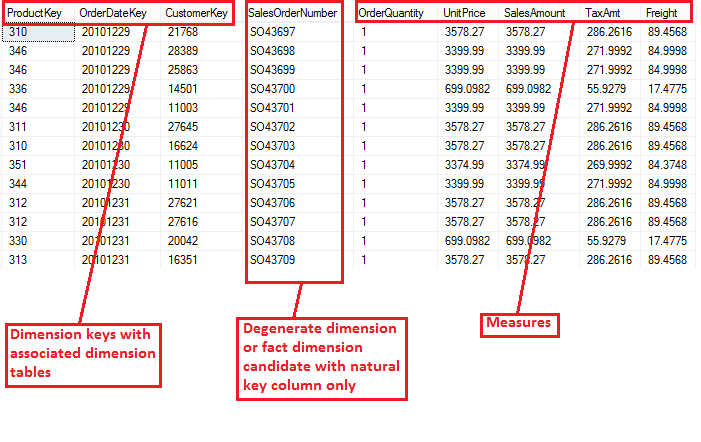 ProductKey OrderDateKey CustomerKey SalesOrderNumber OrderQuantity UnitPrice SalesAmount TaxAmt Freight
310 20101229 21768 SO43697 1 3578.27 3578.27 286.2616 89.4568
346 20101229 28389 SO43698 1 3399.99 3399.99 271.9992 84.9998
346 20101229 25863 SO43699 1 3399.99 3399.99 271.9992 84.9998
336 20101229 14501 SO43700 1 699.0982 699.0982 55.9279 17.4775
346 20101229 11003 SO43701 1 3399.99 3399.99 271.9992 84.9998
311 20101230 27645 SO43702 1 3578.27 3578.27 286.2616 89.4568
310 20101230 16624 SO43703 1 3578.27 3578.27 286.2616 89.4568
351 20101230 11005 SO43704 1 3374.99 3374.99 269.9992 84.3748
344 20101230 11011 SO43705 1 3399.99 3399.99 271.9992 84.9998
312 20101231 27621 SO43706 1 3578.27 3578.27 286.2616 89.4568
312 20101231 27616 SO43707 1 3578.27 3578.27 286.2616 89.4568
330 20101231 20042 SO43708 1 699.0982 699.0982 55.9279 17.4775
313 20101231 16351 SO43709 1 3578.27 3578.27 286.2616 89.4568
Dimension keys with
associated dimension
tables
Degenerate dimension
or fact dimension
candidate with natural
key column only
Measures